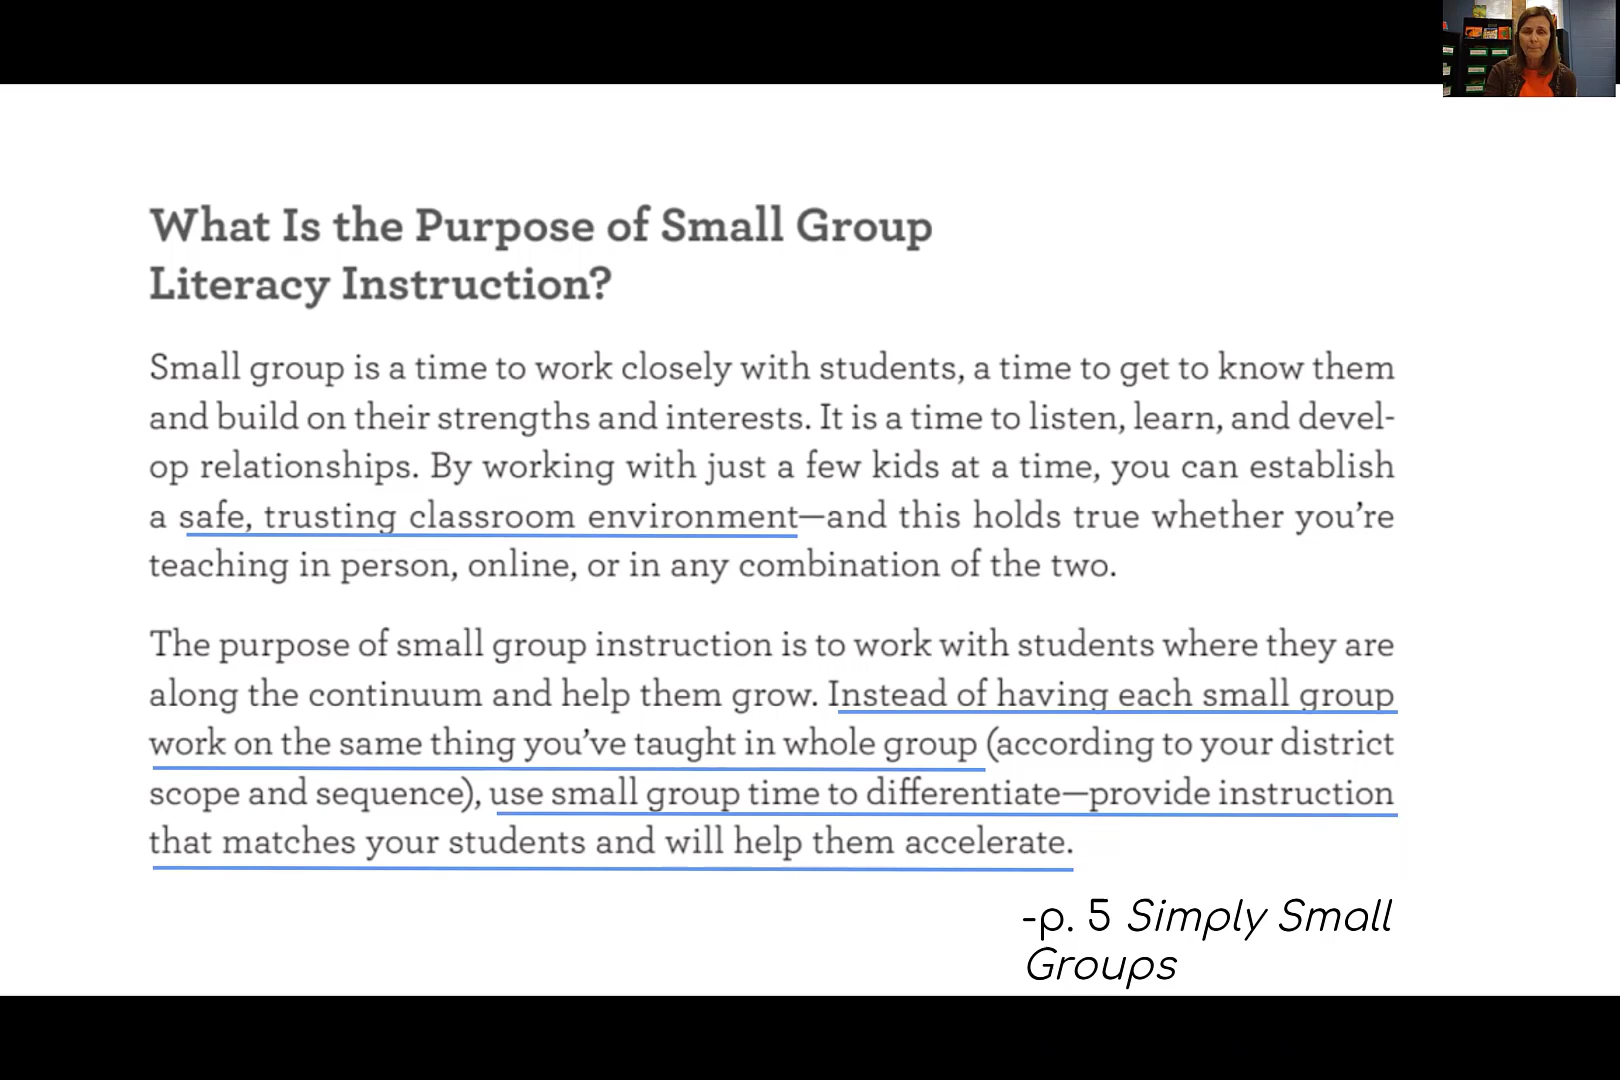 What Is the Purpose of Small Group
Literacy Instruction?
Small group is a time to work closely with students, a time to get to know them
and build on their strengths and interests. It is a time to listen, learn, and devel-
op relationships. By working with just a few kids at a time, you can establish
a safe, trusting classroom environment—and this holds true whether you’re
teaching in person, online, or in any combination of the two.
The purpose of small group instruction is to work with students where they are
along the continuum and help them grow. Instead of having each small group
work on the same thing you’ve taught in whole group (according to your district
scope and sequence), use small group time to differentiate—provide instruction
that matches your students and will help them accelerate.
-p. 5 Simply Small
Groups